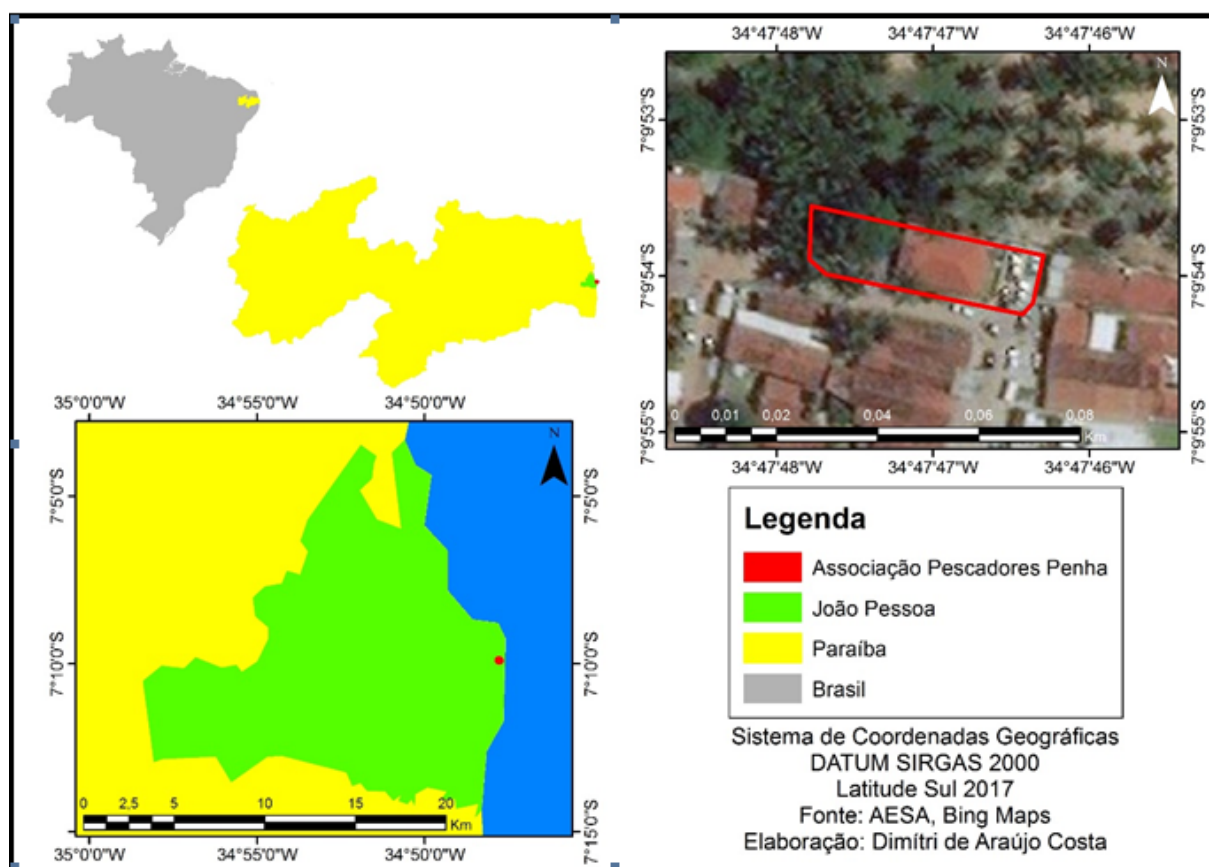 34°47'48"W 34°47'47"W 34°47'46"W
N
7°9'53"S 7°9'53"S
7°9'54"S 7°9'54"S
7°9'55"S 7°9'55"S
0 0,01 0,02 0,04 0,06 0,08
Km
34°47'48"W 34°47'47"W 34°47'46"W
35°0'0"W 34°55'0"W 34°50'0"W
N
7°5'0"S 7°5'0"S
7°10'0"S 7°10'0"S
7°15'0"S 7°15'0"S
0 2,5 5 10 15 20
Km
35°0'0"W 34°55'0"W 34°50'0"W
Legenda
Associação Pescadores Penha
João Pessoa
Paraíba
Brasil
Sistema de Coordenadas Geográficas
DATUM SIRGAS 2000
Latitude Sul 2017
Fonte: AESA, Bing Maps
Elaboração: Dimítri de Araújo Costa